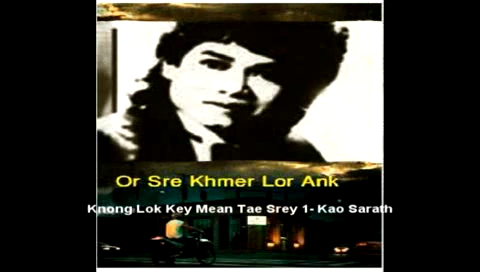 Or Sre Khmer Lor Ank
Knong Lok Key Mean Tae Srey 1- Kao Sarath